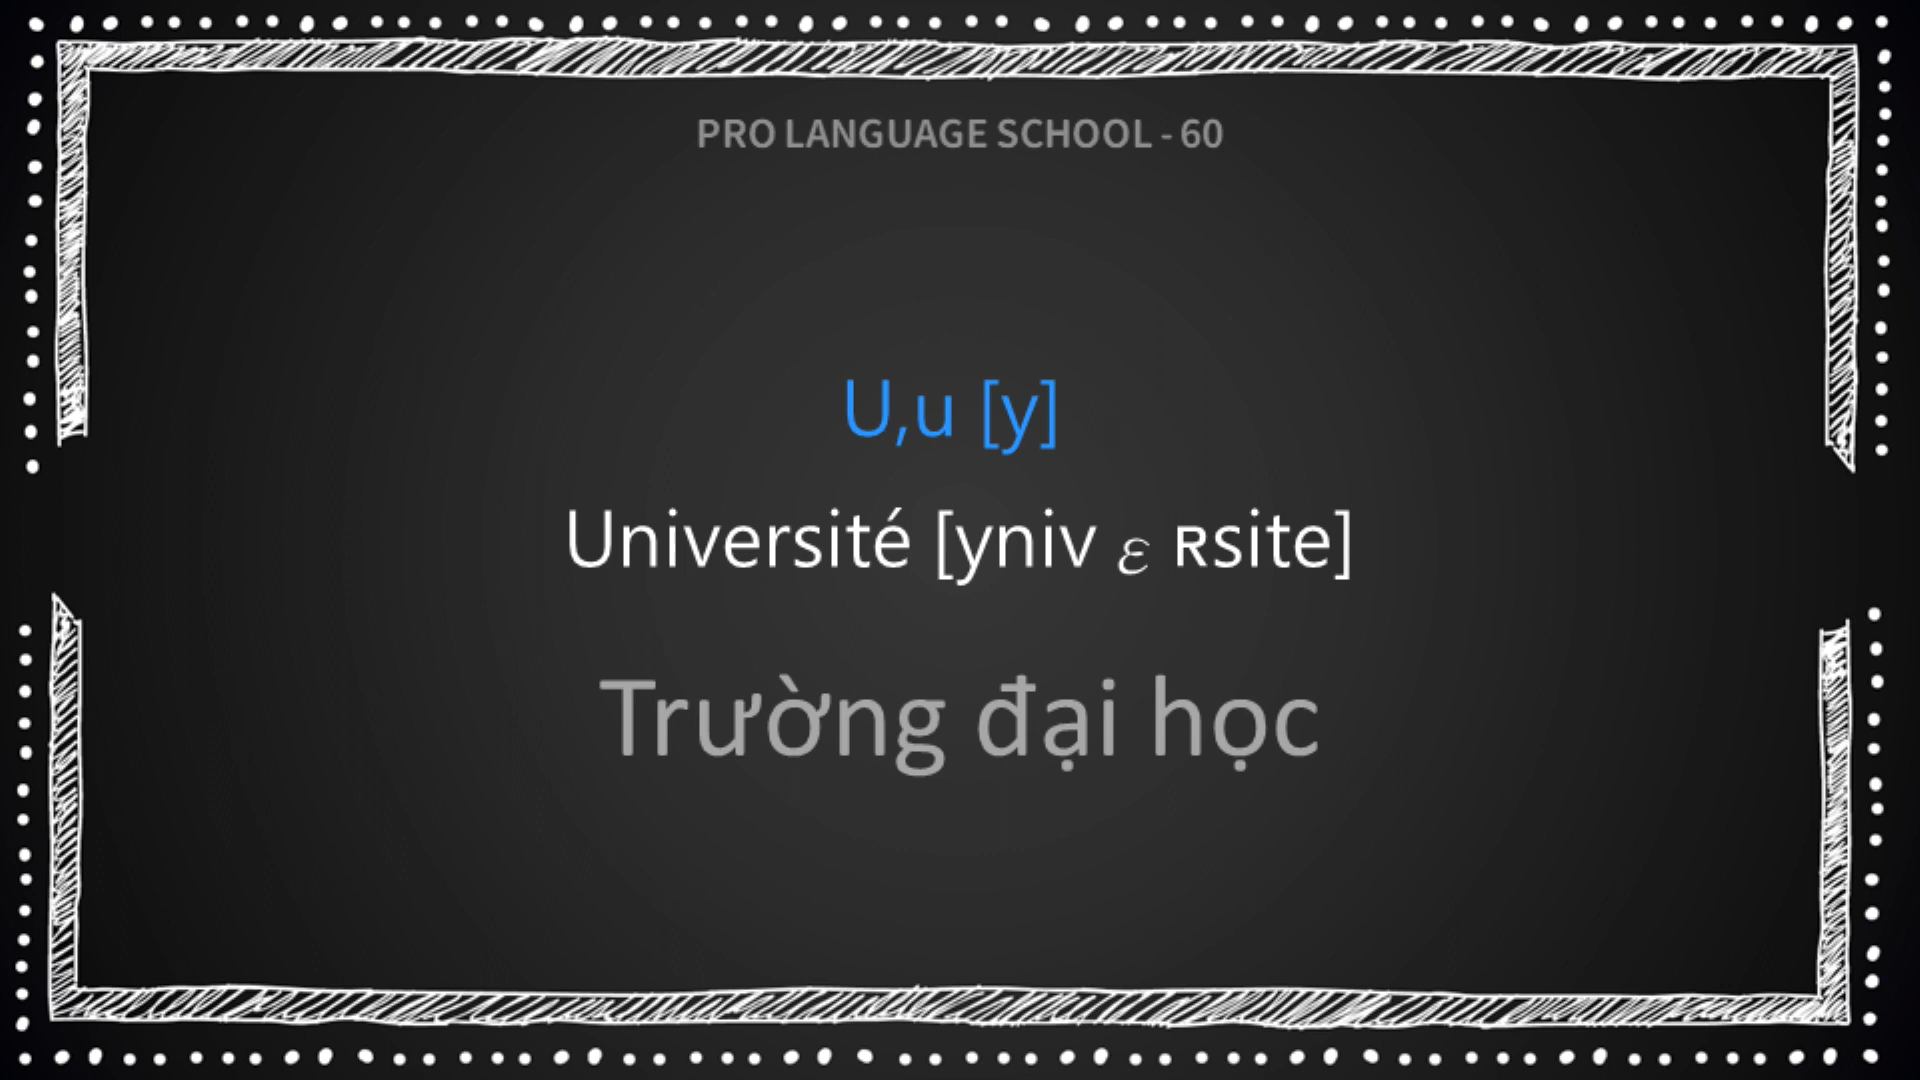 PRO LANGUAGE SCHOOL - 60
U,u [y]
Université [yniv ε ʀsite]
Trường đại học